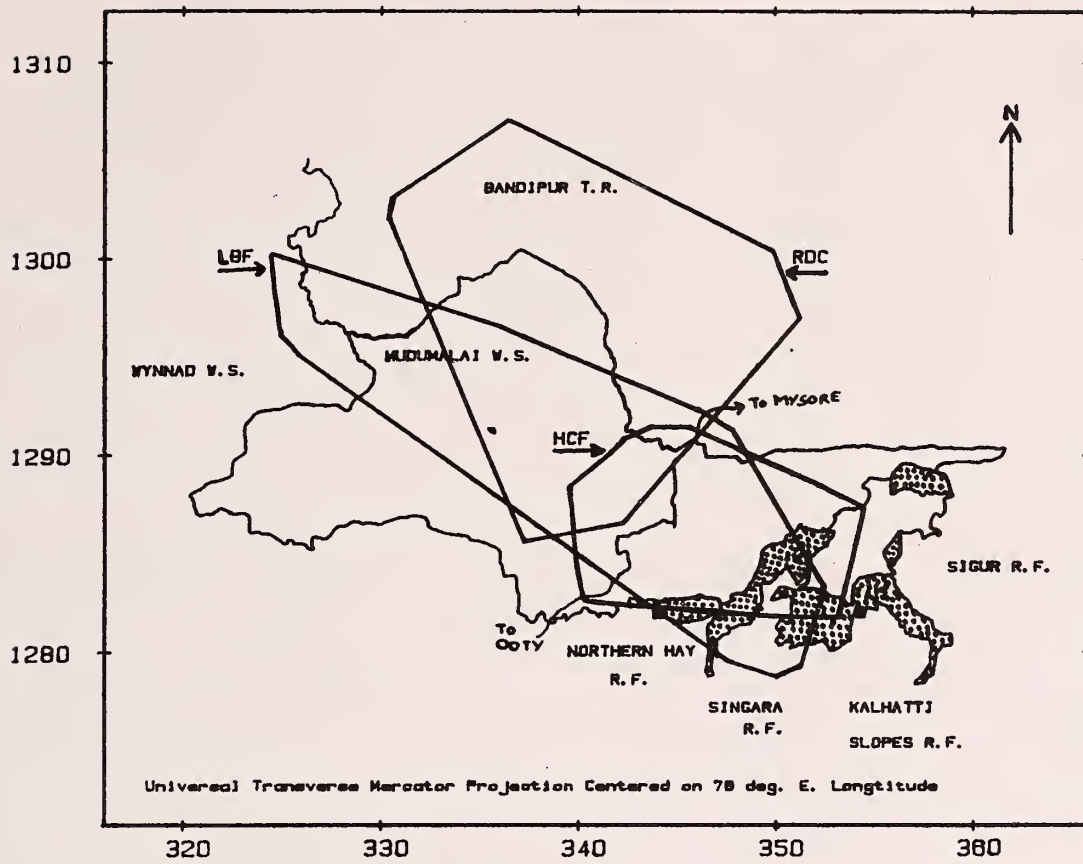 1310
N
BANDIPUR T.R.
1300
LBF
RDC
MUDUMALAI W.S.
WYNNAD W.S.
To MYSORE
HCF
1290
SIGUR R.F.
To
OOTY
1280
NORTHERN HAY
R.F.
SINGARA
R.F.
KALHATTI
SLOPES R.F.
Universal Transverse Mercator Projection Centered on 78 deg. E. Longtitude
320
330
340
350
360